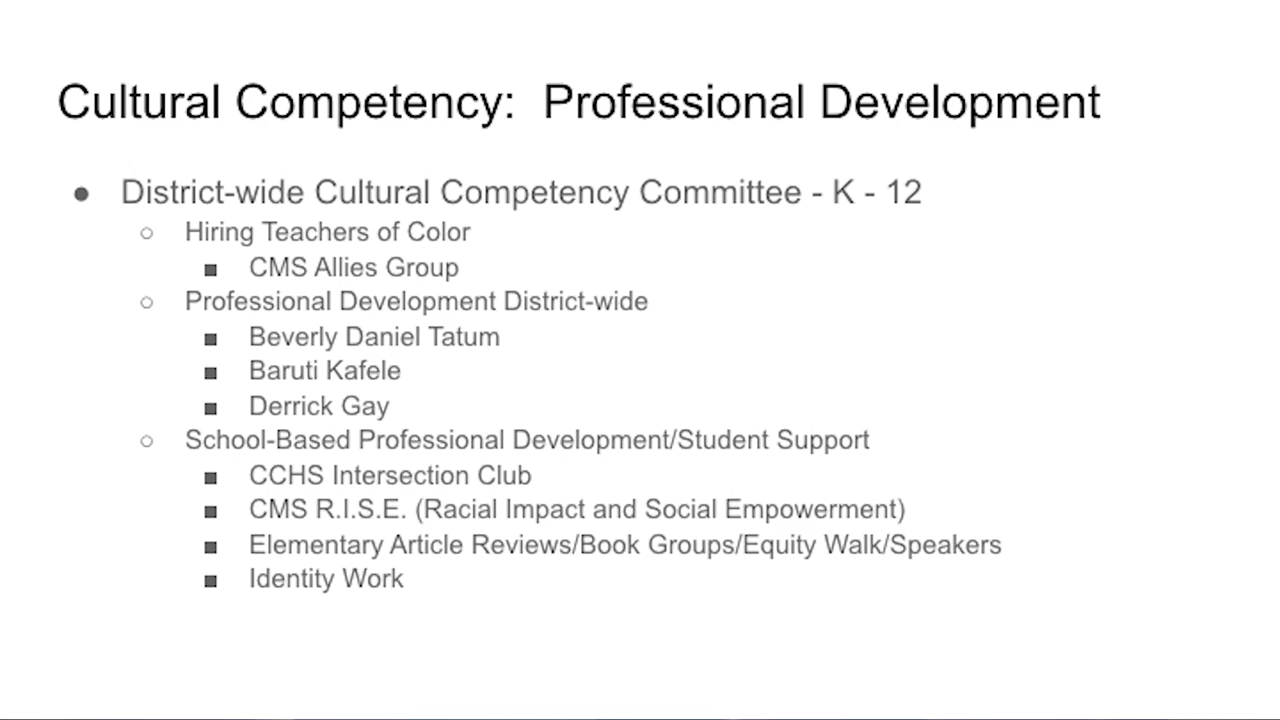 Cultural Competency:  Professional Development
● District-wide Cultural Competency Committee - K - 12
○ Hiring Teachers of Color
■ CMS Allies Group
○ Professional Development District-wide
■ Beverly Daniel Tatum
■ Baruti Kafele
■ Derrick Gay
○ School-Based Professional Development/Student Support
■ CCHS Intersection Club
■ CMS R.I.S.E. (Racial Impact and Social Empowerment)
■ Elementary Article Reviews/Book Groups/Equity Walk/Speakers
■ Identity Work